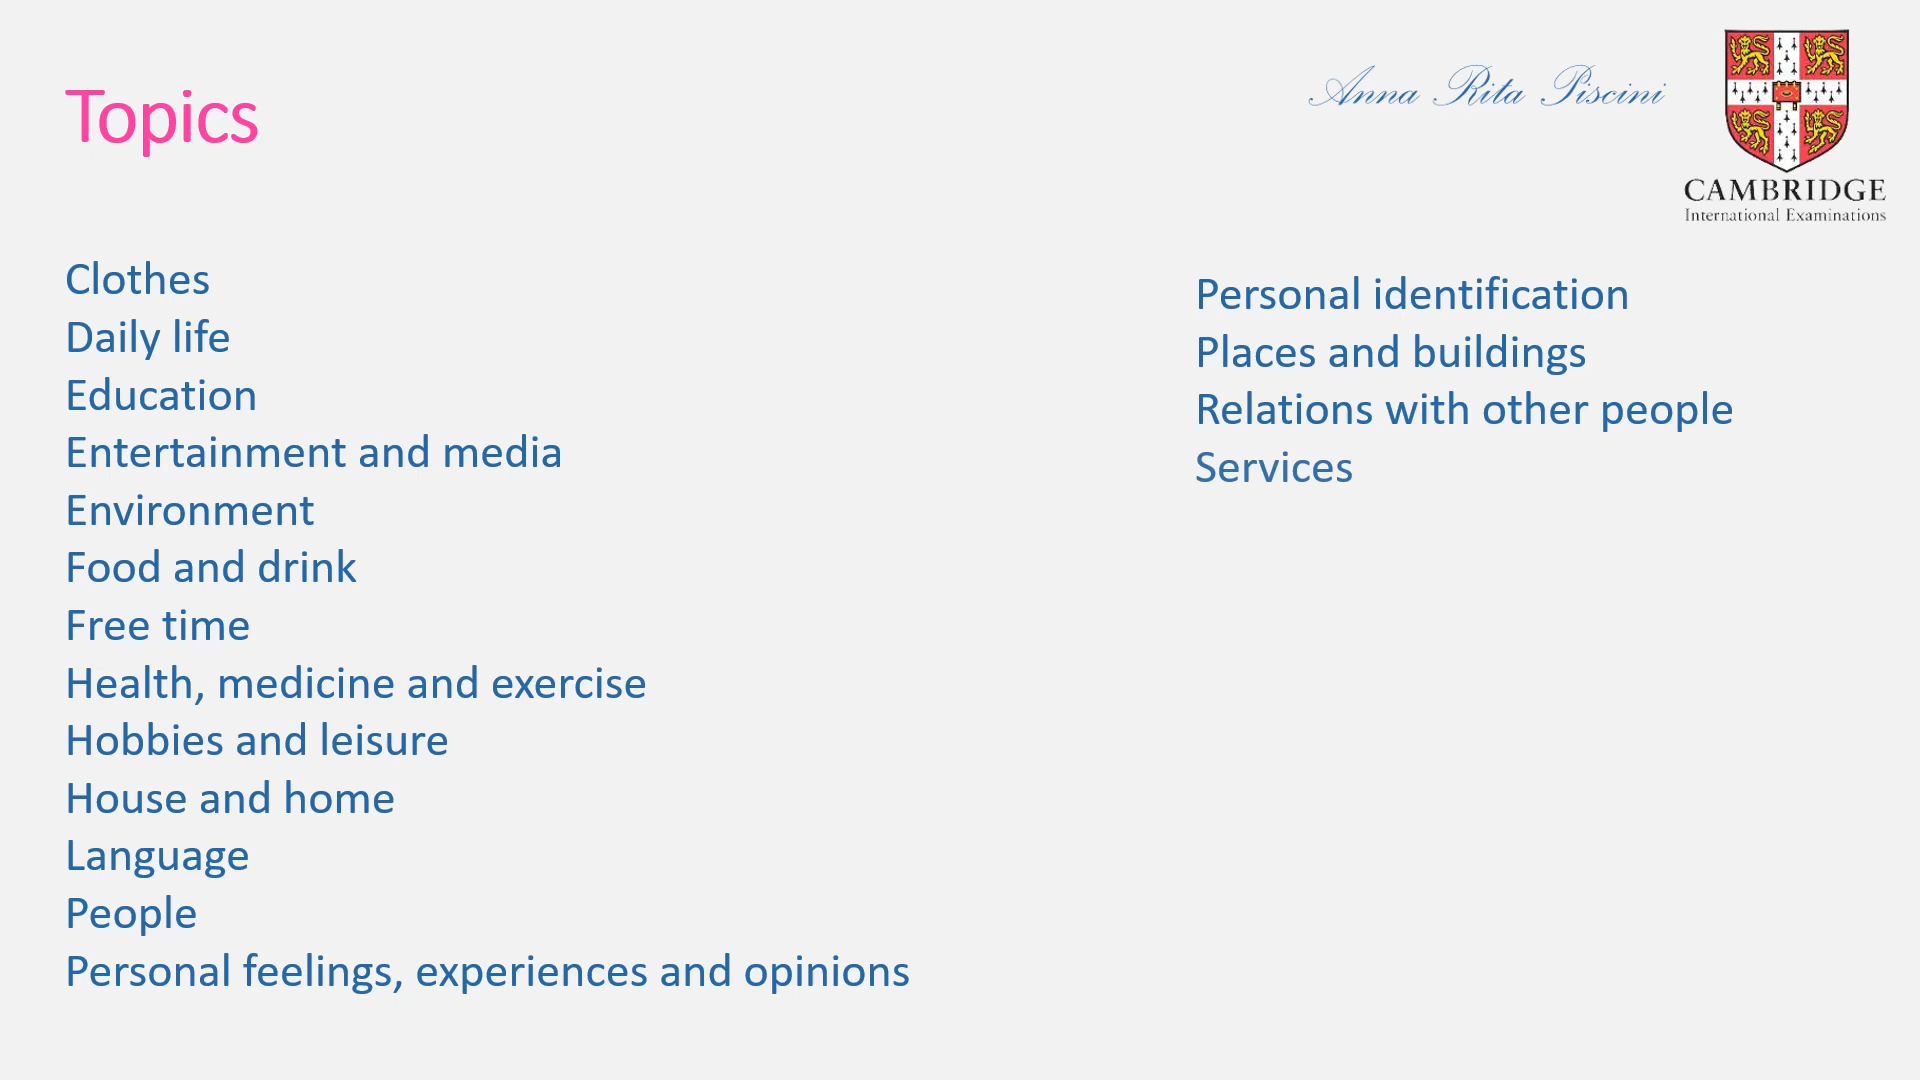 Topics
Anna Rita Piscini
CAMBRIDGE
International Examinations
Clothes
Daily life
Education
Entertainment and media
Environment
Food and drink
Free time
Health, medicine and exercise
Hobbies and leisure
House and home
Language
People
Personal feelings, experiences and opinions
Personal identification
Places and buildings
Relations with other people
Services